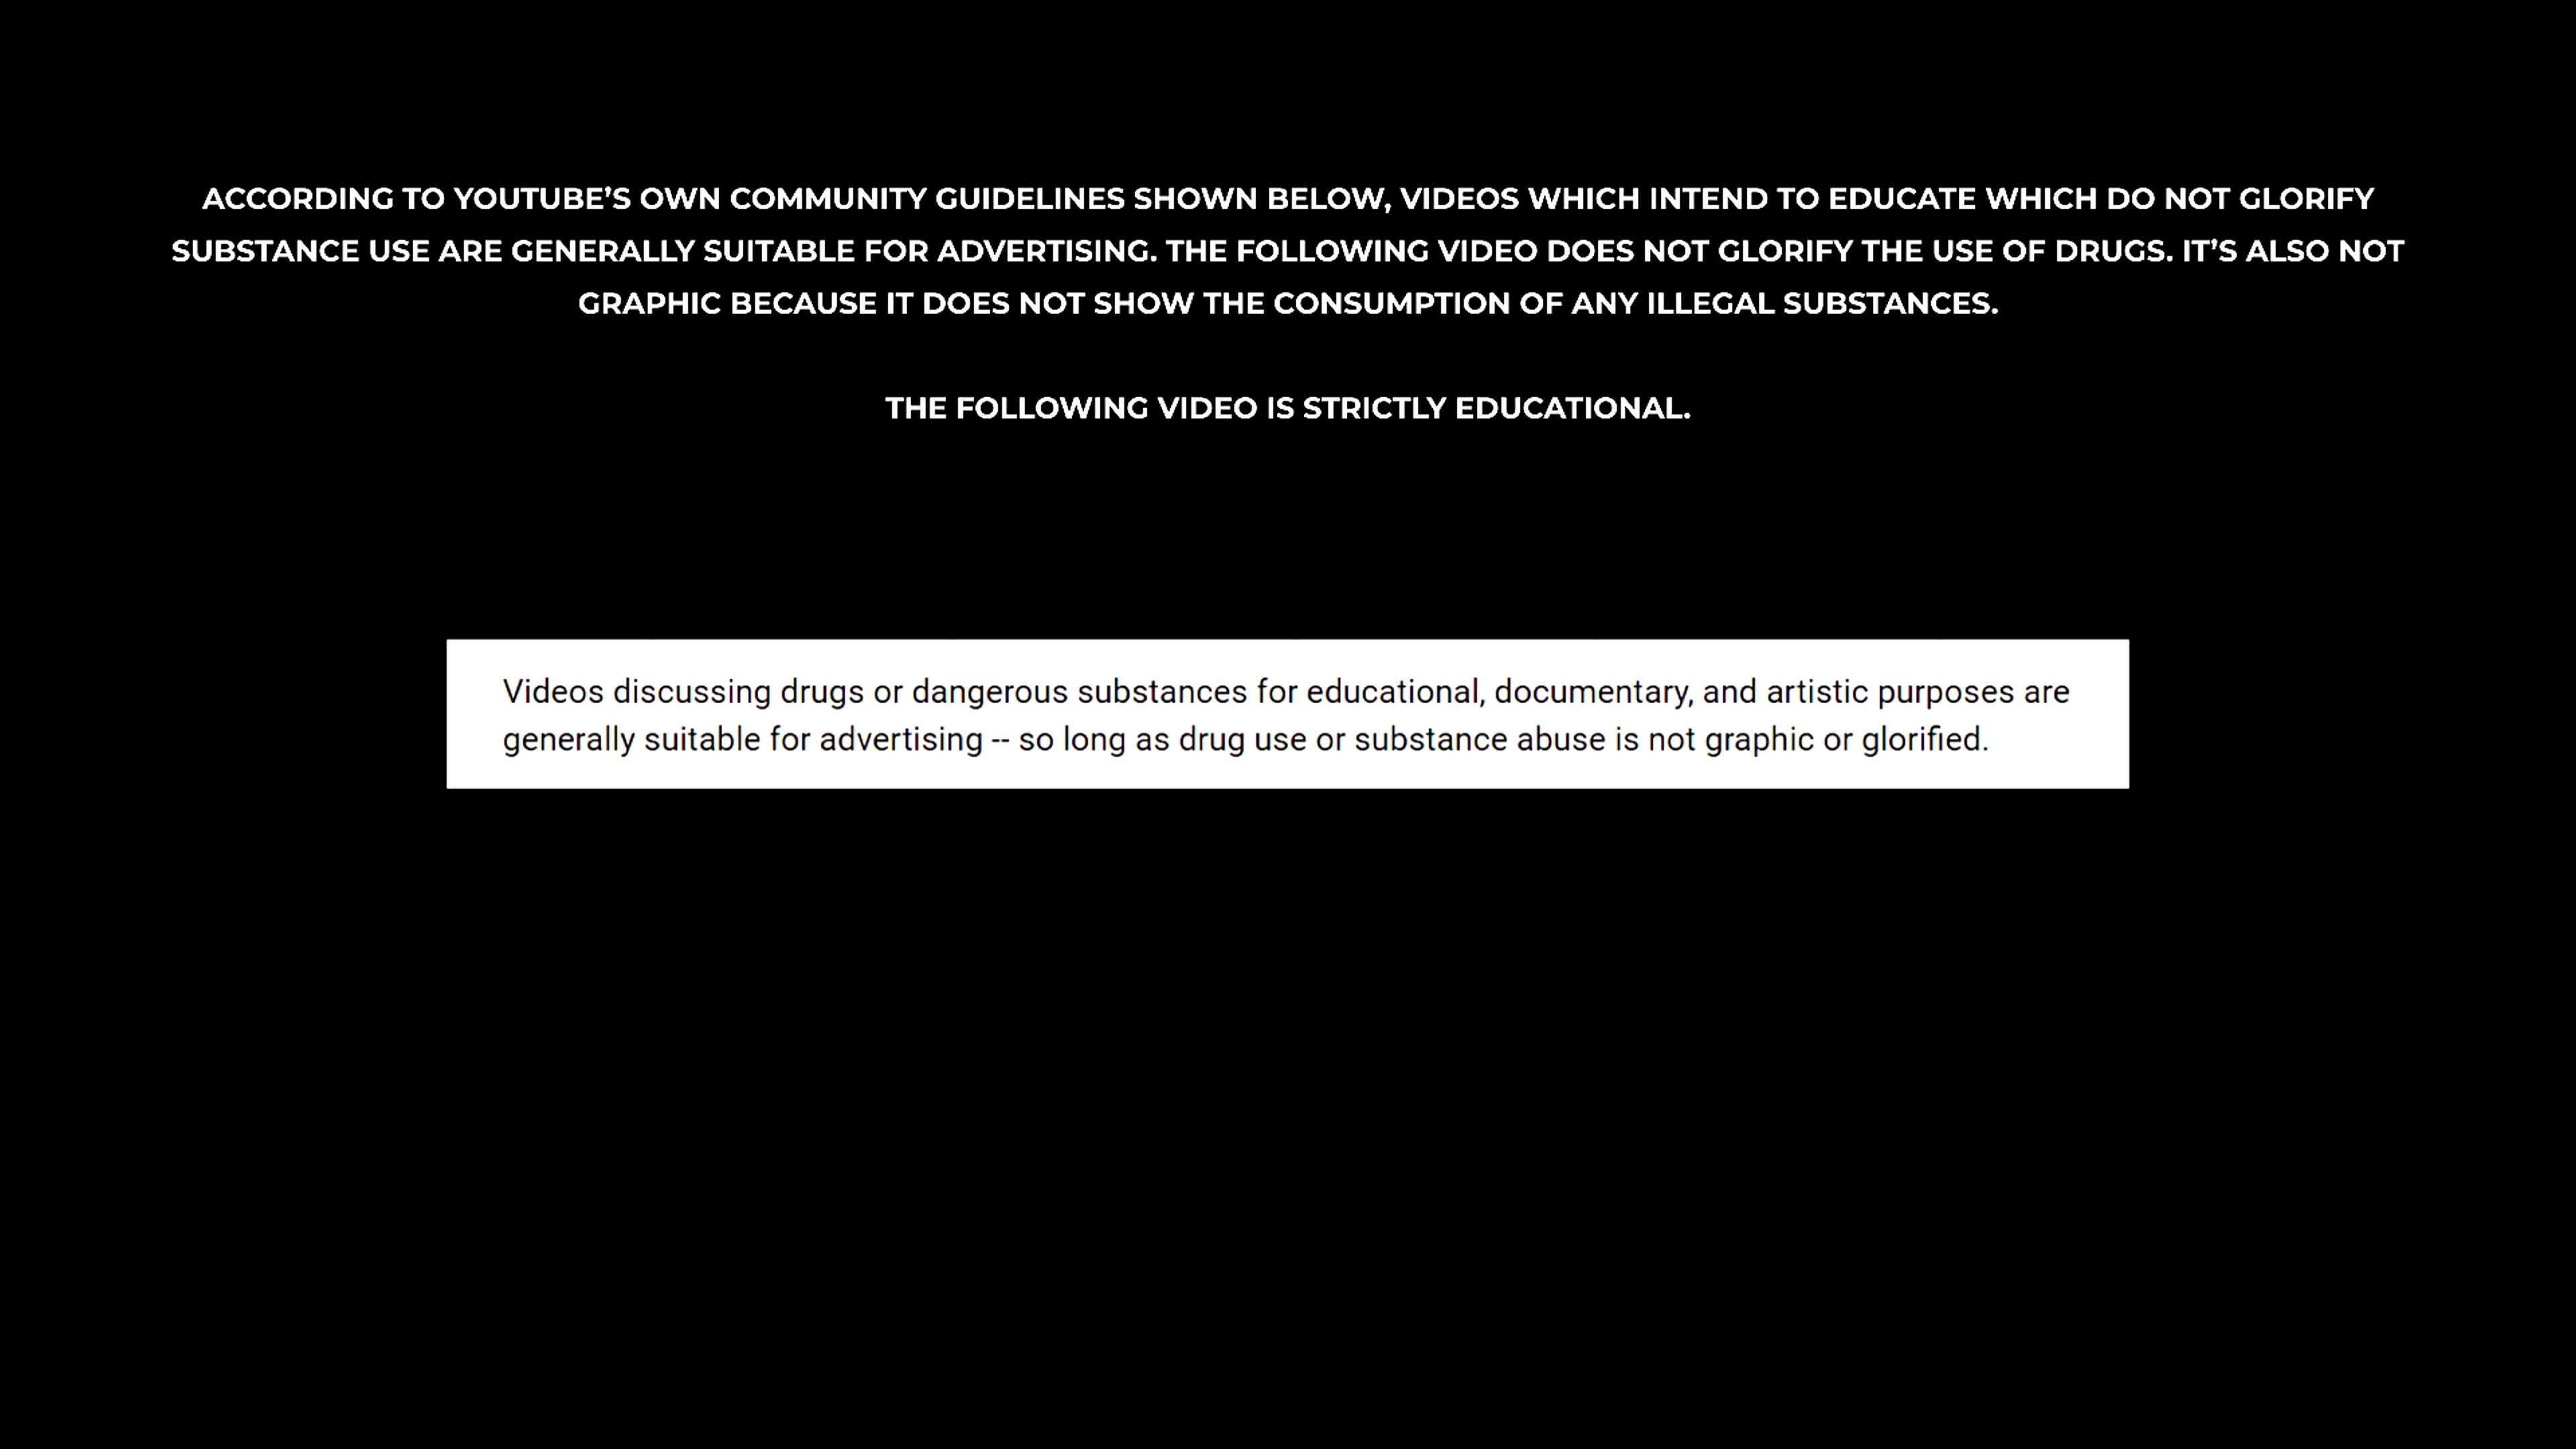 ACCORDING TO YOUTUBE’S OWN COMMUNITY GUIDELINES SHOWN BELOW, VIDEOS WHICH INTEND TO EDUCATE WHICH DO NOT GLORIFY
SUBSTANCE USE ARE GENERALLY SUITABLE FOR ADVERTISING. THE FOLLOWING VIDEO DOES NOT GLORIFY THE USE OF DRUGS. IT’S ALSO NOT
GRAPHIC BECAUSE IT DOES NOT SHOW THE CONSUMPTION OF ANY ILLEGAL SUBSTANCES.
THE FOLLOWING VIDEO IS STRICTLY EDUCATIONAL.
Videos discussing drugs or dangerous substances for educational, documentary, and artistic purposes are
generally suitable for advertising -- so long as drug use or substance abuse is not graphic or glorified.